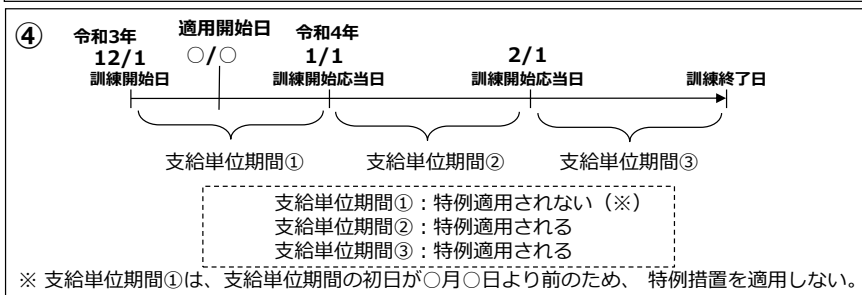 ④
令和3年 適用開始日 令和4年
12/1 ○/○ 1/1 2/1
訓練開始日 訓練開始応当日 訓練開始応当日 訓練終了日
支給単位期間① 支給単位期間② 支給単位期間③
支給単位期間①：特例適用されない（※）
支給単位期間②：特例適用される
支給単位期間③：特例適用される
※ 支給単位期間①は、支給単位期間の初日が○月○日より前のため、 特例措置を適用しない。